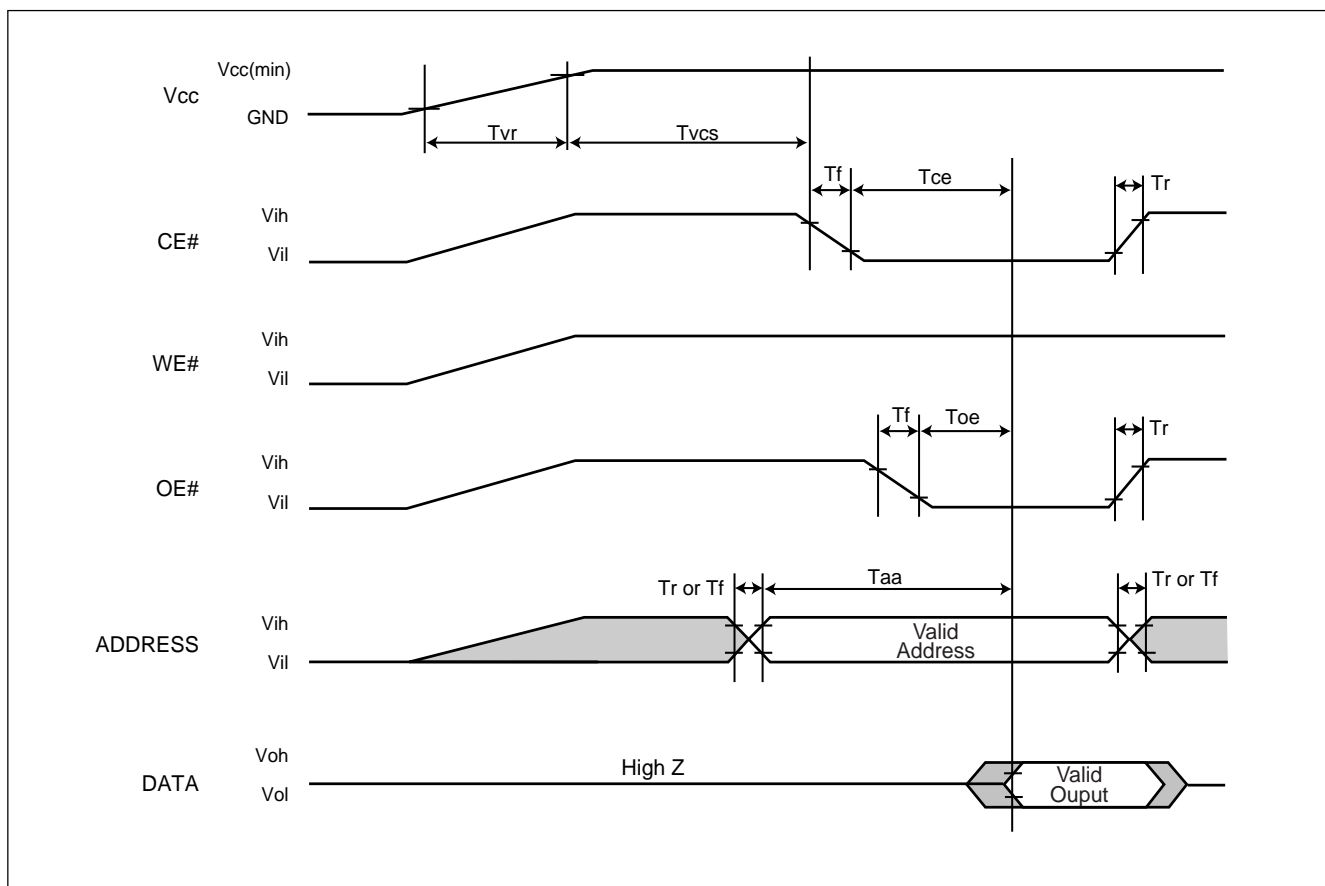 Vcc(min)
Vcc
GND
Tvr
Tvcs
Tf
Tce
Tr
Vih
CE#
Vil
Vih
WE#
Vil
Tf
Toe
Tr
Vih
OE#
Vil
Tr or Tf
Taa
Tr or Tf
Vih
ADDRESS
Vil
Valid
Address
Voh
DATA
Vol
High Z
Valid
Ouput